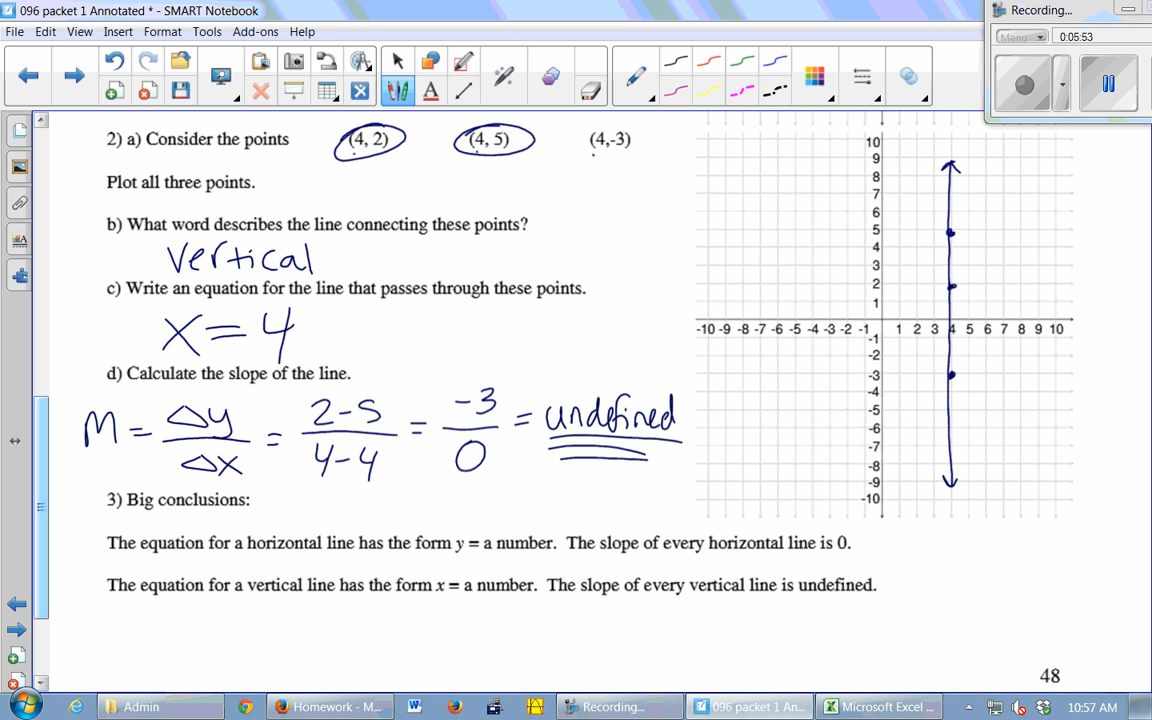 096 packet 1 Annotated * - SMART Notebook
Recording...
File Edit View Insert Format Tools Add-ons Help
Menu
0:05:53
2) a) Consider the points (4, 2) (4, 5) (4,-3)
Plot all three points.
b) What word describes the line connecting these points?
vertical
c) Write an equation for the line that passes through these points.
x = 4
d) Calculate the slope of the line.
M = Δy/Δx = 2-5/4-4 = -3/0 = undefined
3) Big conclusions:
The equation for a horizontal line has the form y = a number. The slope of every horizontal line is 0.
The equation for a vertical line has the form x = a number. The slope of every vertical line is undefined.
10
9
8
7
6
5
4
3
2
1
-10 -9 -8 -7 -6 -5 -4 -3 -2 -1 1 2 3 4 5 6 7 8 9 10
-1
-2
-3
-4
-5
-6
-7
-8
-9
-10
48
Admin
Homework - M...
Recording...
096 packet 1 An...
Microsoft Excel ...
10:57 AM